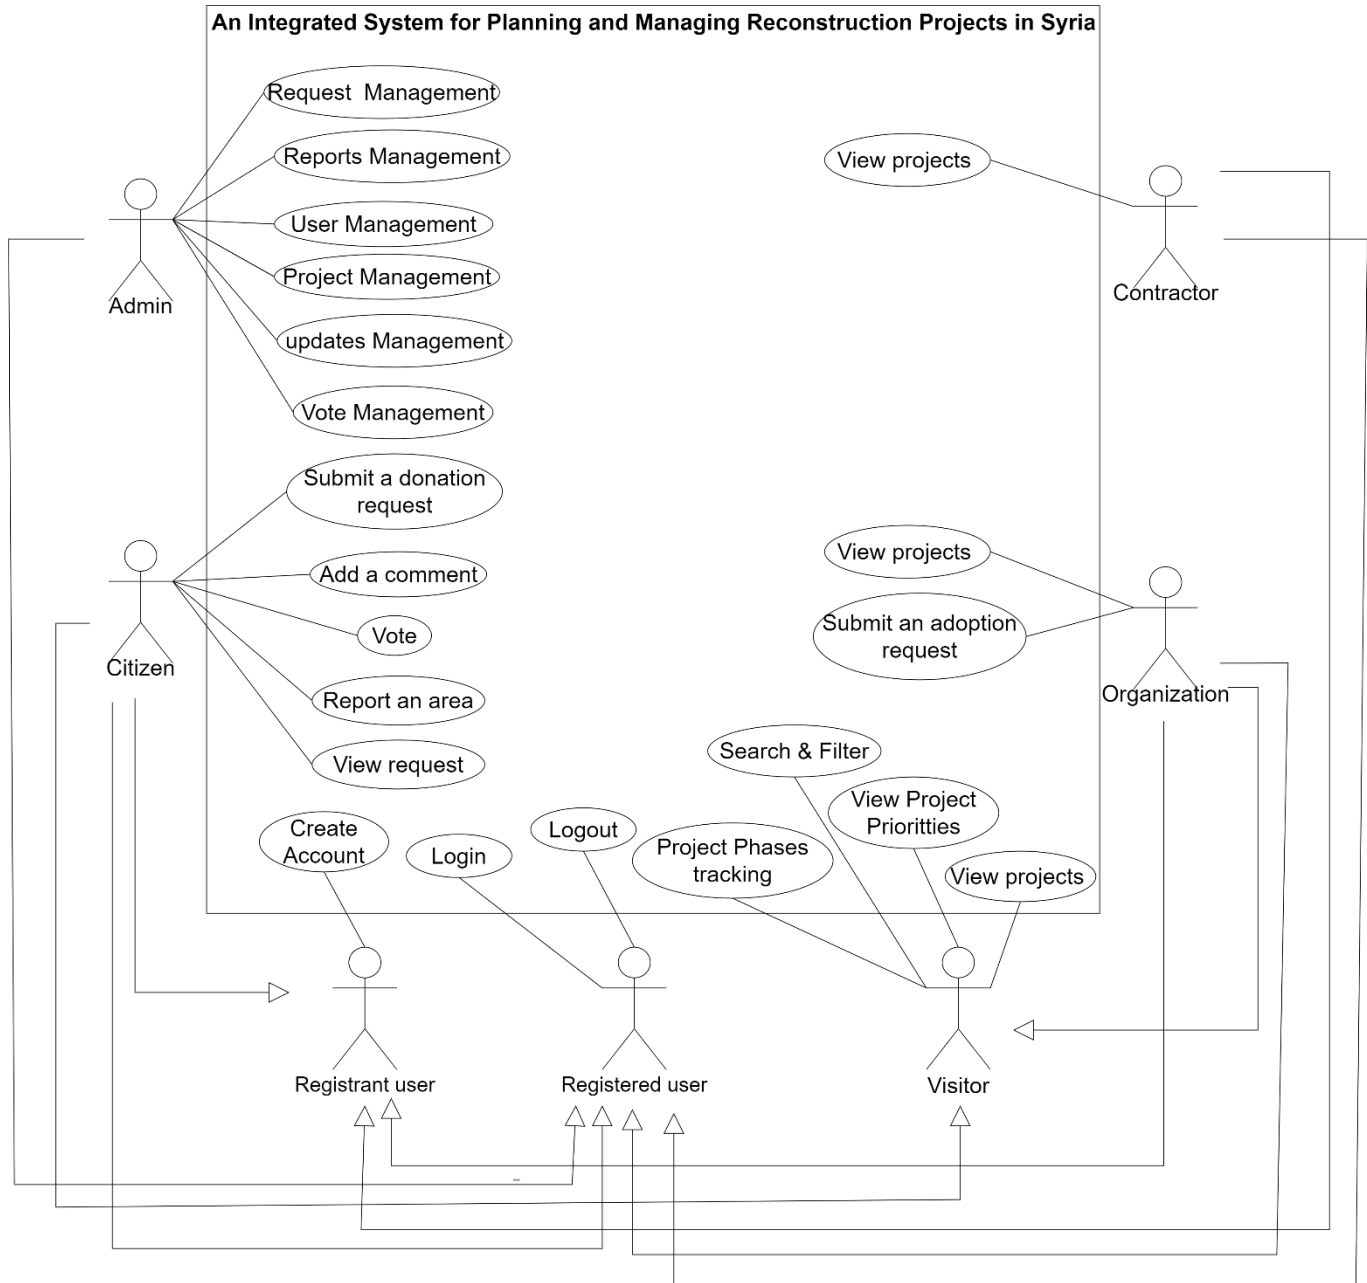 An Integrated System for Planning and Managing Reconstruction Projects in Syria
Request Management
Reports Management
User Management
Project Management
updates Management
Vote Management
Admin
View projects
Contractor
Submit a donation
request
Add a comment
Vote
Report an area
View request
Citizen
View projects
Submit an adoption
request
Organization
Search & Filter
View Project
Prioritties
Project Phases
tracking
View projects
Create
Account
Login
Logout
Registrant user
Registered user
Visitor